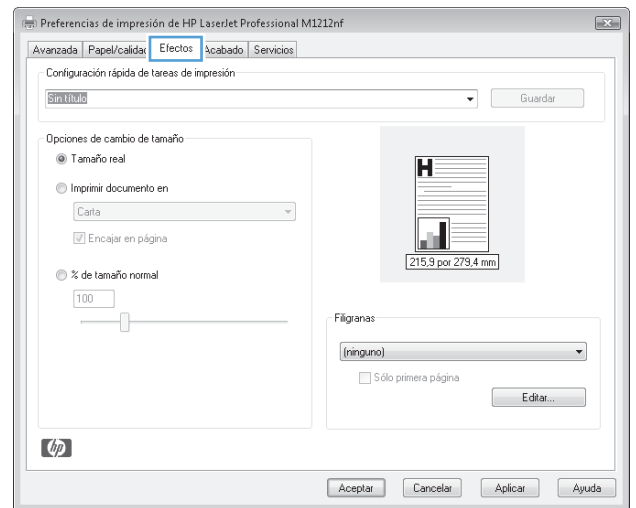 Preferencias de impresión de HP LaserJet Professional M1212nf
Avanzada Papel/calidad Efectos Acabado Servicios
Configuración rápida de tareas de impresión
Sin título
Guardar
Opciones de cambio de tamaño
Tamaño real
Imprimir documento en
Carta
Encajar en página
% de tamaño normal
100
H
215,9 por 279,4 mm
Filigranas
(ninguno)
Sólo primera página
Editar...
hp
Aceptar Cancelar Aplicar Ayuda